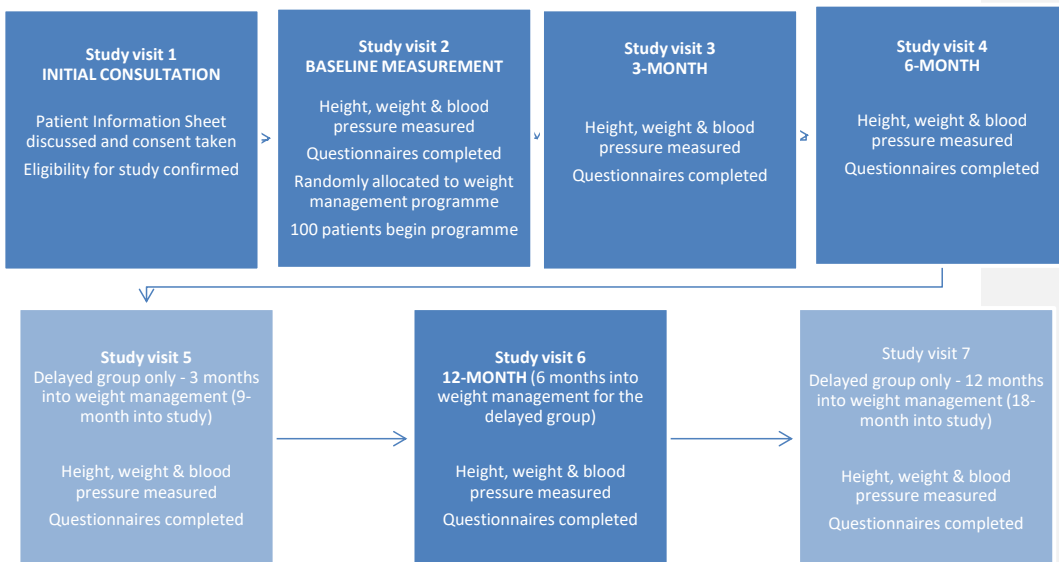 Study visit 1
INITIAL CONSULTATION
Patient Information Sheet
discussed and consent taken
Eligibility for study confirmed
Study visit 2
BASELINE MEASUREMENT
Height, weight & blood
pressure measured
Questionnaires completed
Randomly allocated to weight
management programme
100 patients begin programme
Study visit 3
3-MONTH
Height, weight & blood
pressure measured
Questionnaires completed
Study visit 4
6-MONTH
Height, weight & blood
pressure measured
Questionnaires completed
Study visit 5
Delayed group only - 3 months
into weight management (9-
month into study)
Height, weight & blood
pressure measured
Questionnaires completed
Study visit 6
12-MONTH (6 months into
weight management for the
delayed group)
Height, weight & blood
pressure measured
Questionnaires completed
Study visit 7
Delayed group only - 12 months
into weight management (18-
month into study)
Height, weight & blood
pressure measured
Questionnaires completed